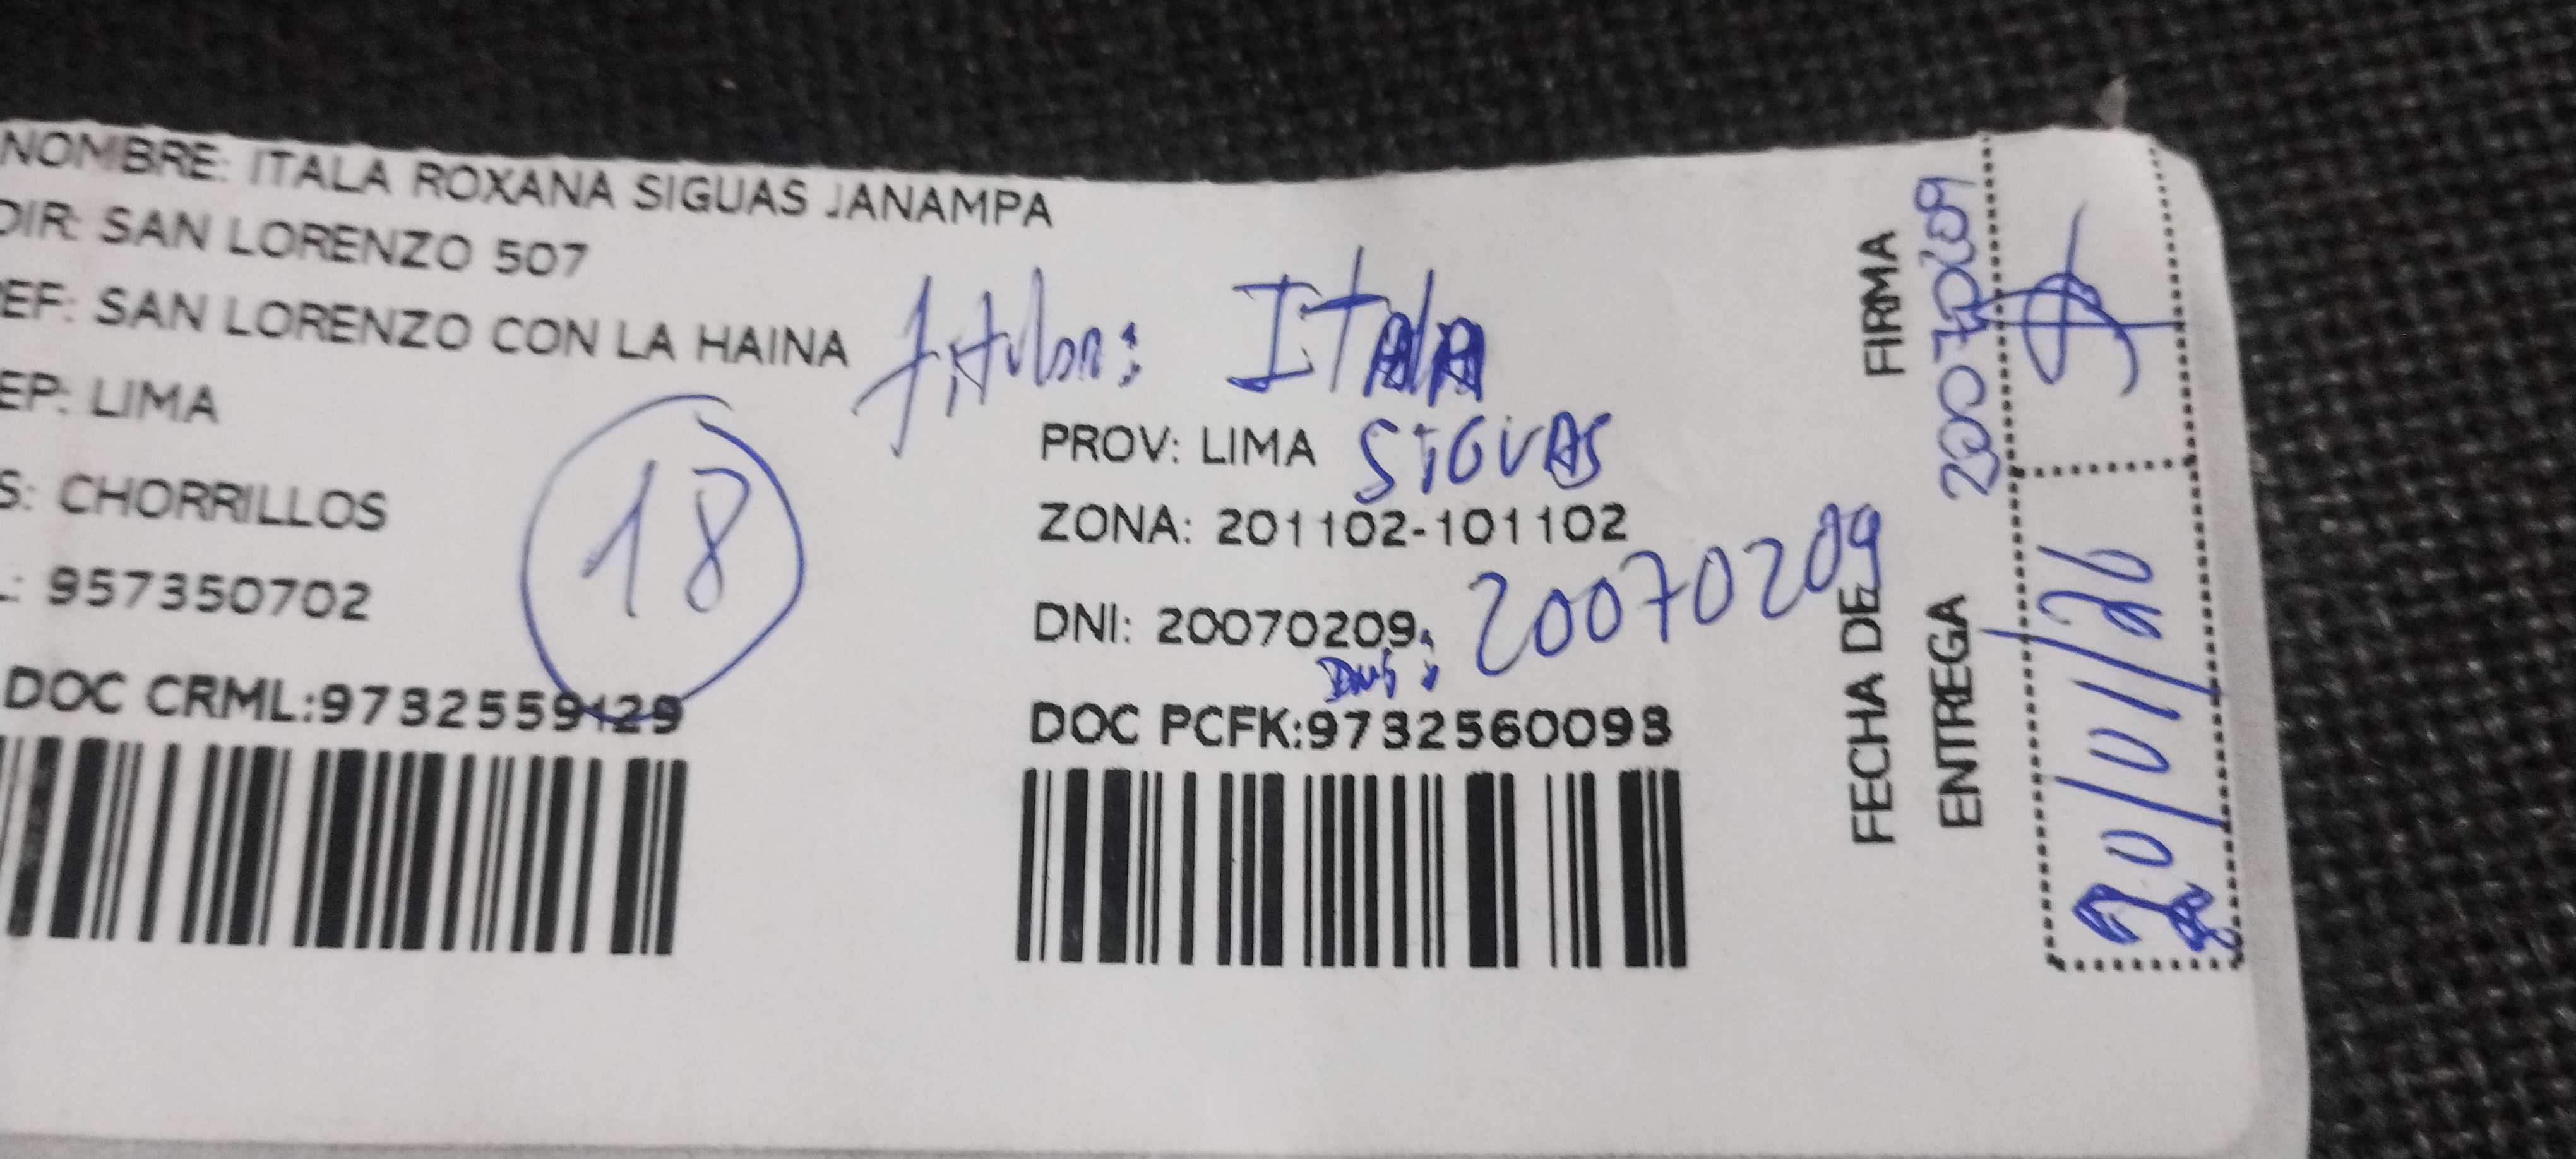 NOMBRE: ITALA ROXANA SIGUAS JANAMPA
DIR: SAN LORENZO 507
EF: SAN LORENZO CON LA HAINA
Titular: Itala
EP: LIMA
PROV: LIMA SIGUAS
18
S: CHORRILLOS
ZONA: 201102-101102
L: 957350702
DNI: 20070209
DNI: 20070209
DOC CRML:9732559129
DOC PCFK:9732560093
FIRMA
20070209
FECHA DE
ENTREGA
20/01/26